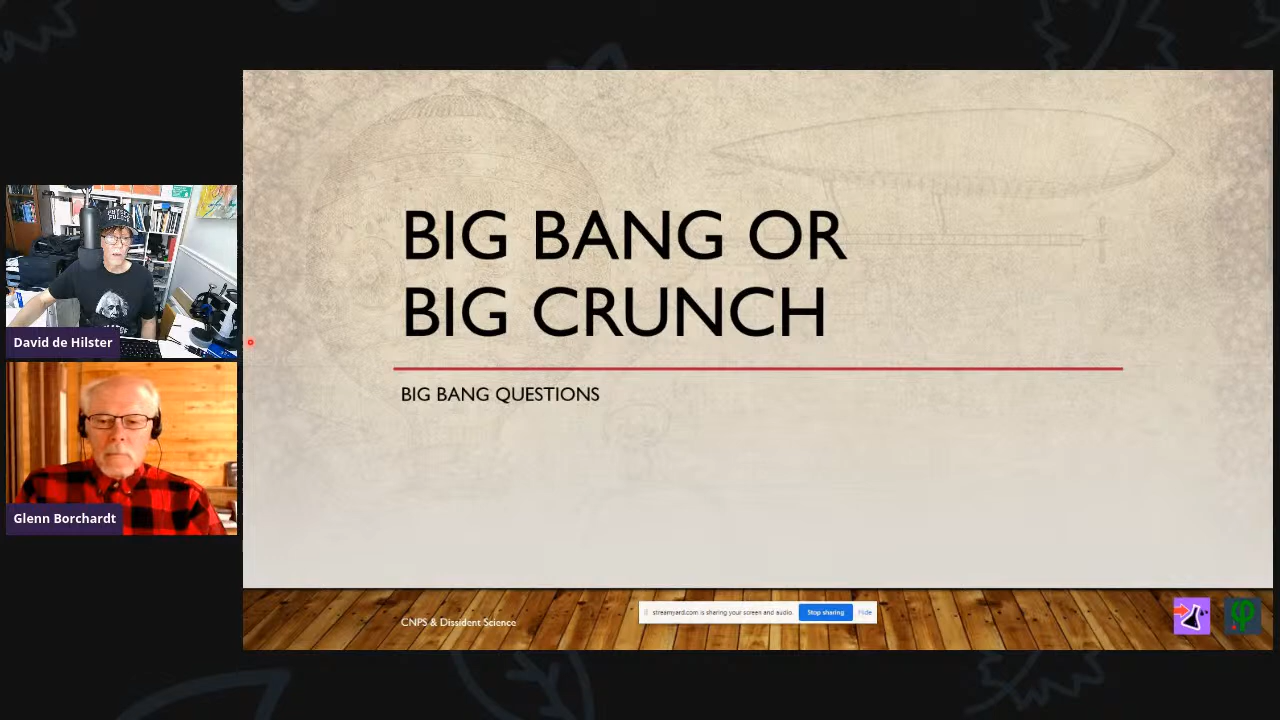 David de Hilster
Glenn Borchardt
BIG BANG OR
BIG CRUNCH
BIG BANG QUESTIONS
CNPS & Dissident Science
streamyard.com is sharing your screen and audio.
Stop sharing
Hide